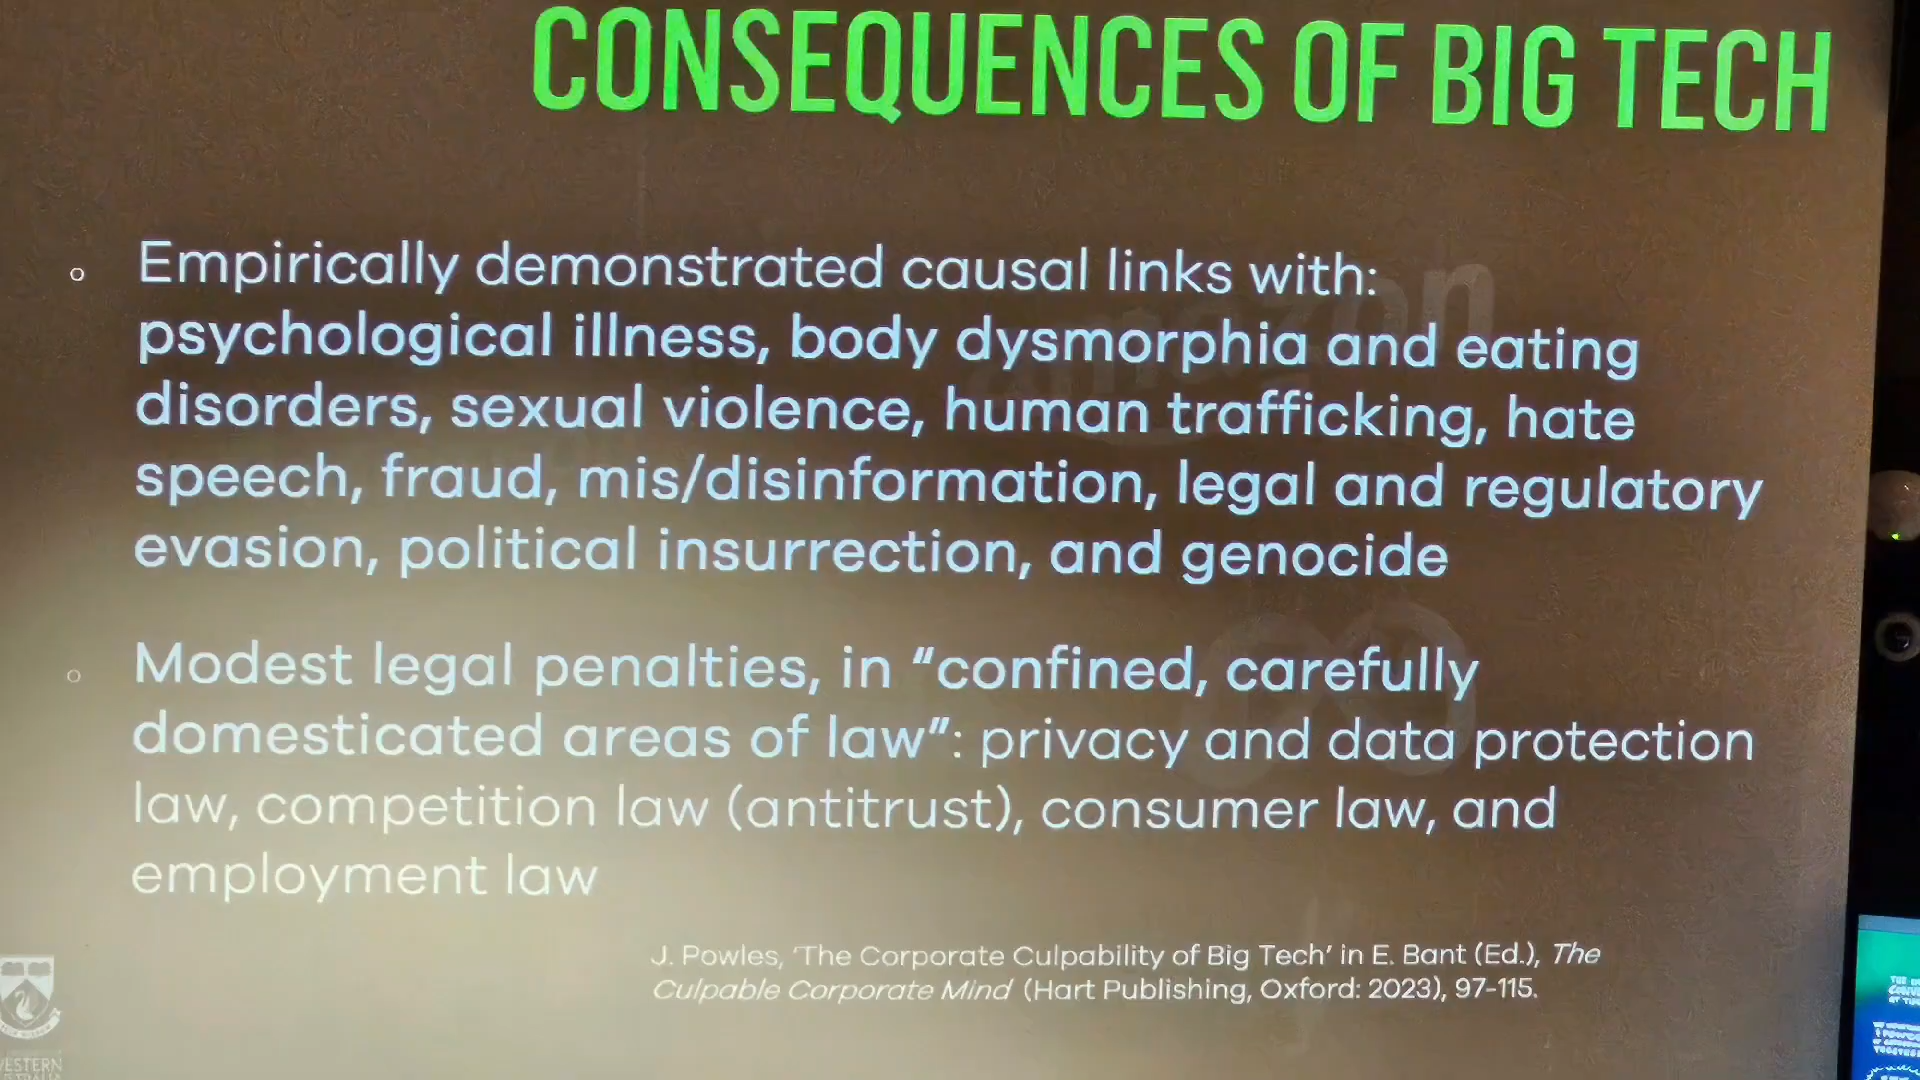 CONSEQUENCES OF BIG TECH
Empirically demonstrated causal links with:
psychological illness, body dysmorphia and eating
disorders, sexual violence, human trafficking, hate
speech, fraud, mis/disinformation, legal and regulatory
evasion, political insurrection, and genocide
Modest legal penalties, in “confined, carefully
domesticated areas of law”: privacy and data protection
law, competition law (antitrust), consumer law, and
employment law
J. Powles, ‘The Corporate Culpability of Big Tech’ in E. Bant (Ed.), The
Culpable Corporate Mind (Hart Publishing, Oxford: 2023), 97-115.
amazon